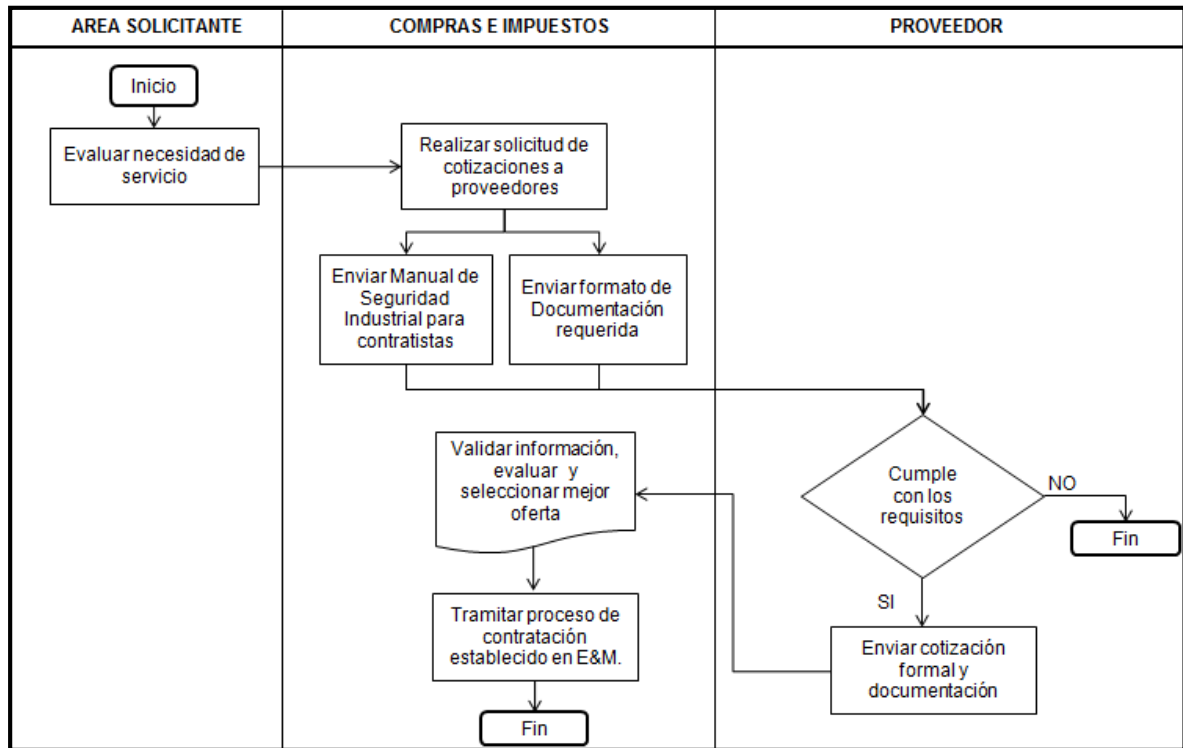 AREA SOLICITANTE
COMPRAS E IMPUESTOS
PROVEEDOR
Inicio
Evaluar necesidad de
servicio
Realizar solicitud de
cotizaciones a
proveedores
Enviar Manual de
Seguridad
Industrial para
contratistas
Enviar formato de
Documentación
requerida
Cumple
con los
requisitos
NO
Fin
SI
Enviar cotización
formal y
documentación
Validar información,
evaluar y
seleccionar mejor
oferta
Tramitar proceso de
contratación
establecido en E&M.
Fin